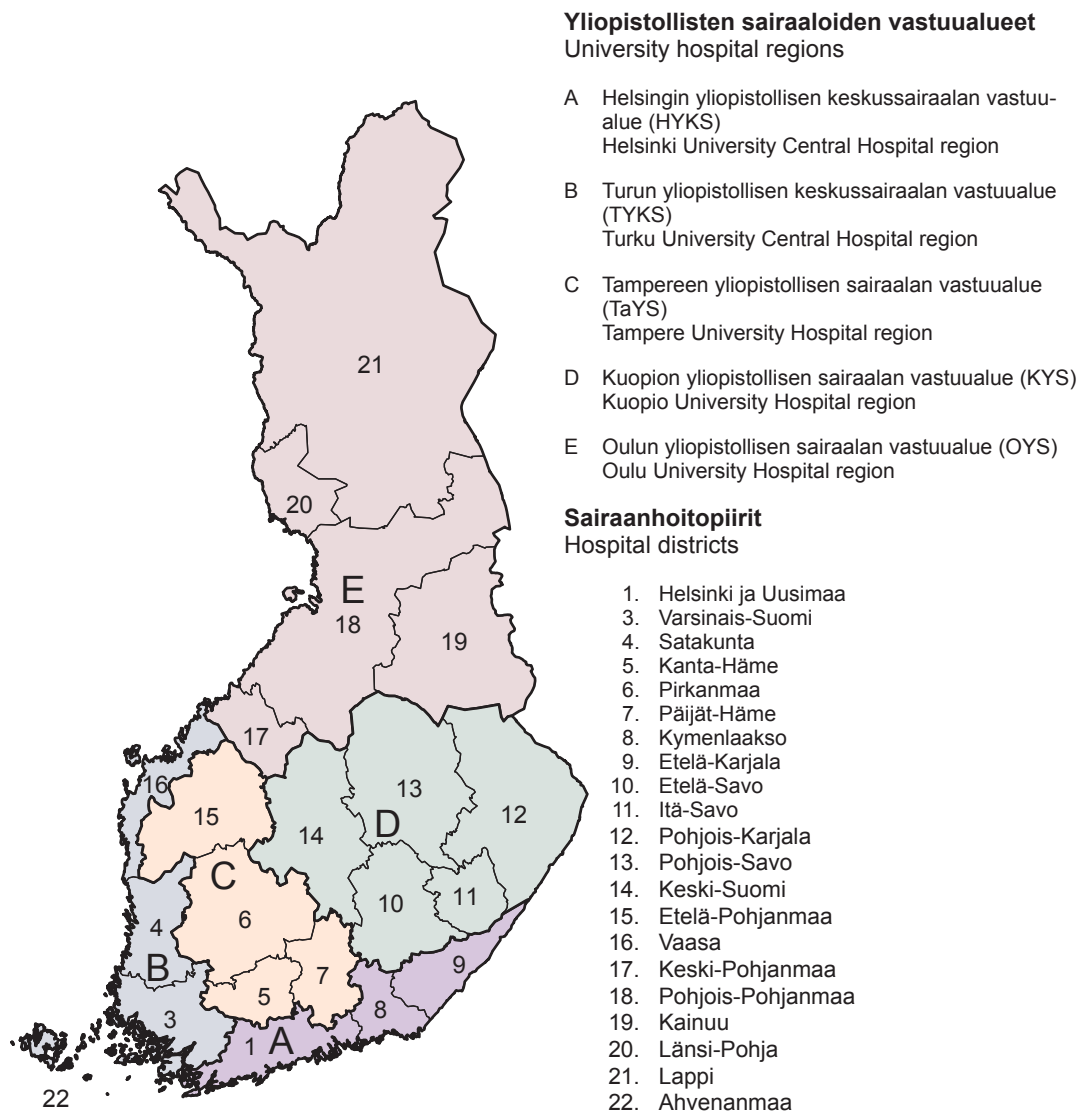 Yliopistollisten sairaaloiden vastuualueet
University hospital regions
A Helsingin yliopistollisen keskussairaalan vastuu-
alue (HYKS)
Helsinki University Central Hospital region
B Turun yliopistollisen keskussairaalan vastuualue
(TYKS)
Turku University Central Hospital region
C Tampereen yliopistollisen sairaalan vastuualue
(TaYS)
Tampere University Hospital region
D Kuopion yliopistollisen sairaalan vastuualue (KYS)
Kuopio University Hospital region
E Oulun yliopistollisen sairaalan vastuualue (OYS)
Oulu University Hospital region
Sairaanhoitopiirit
Hospital districts
1. Helsinki ja Uusimaa
3. Varsinais-Suomi
4. Satakunta
5. Kanta-Häme
6. Pirkanmaa
7. Päijät-Häme
8. Kymenlaakso
9. Etelä-Karjala
10. Etelä-Savo
11. Itä-Savo
12. Pohjois-Karjala
13. Pohjois-Savo
14. Keski-Suomi
15. Etelä-Pohjanmaa
16. Vaasa
17. Keski-Pohjanmaa
18. Pohjois-Pohjanmaa
19. Kainuu
20. Länsi-Pohja
21. Lappi
22. Ahvenanmaa
21
20
E
18
19
17
16
13
12
15
D
14
C
11
10
6
4
B
9
7
5
8
3
A
1
22